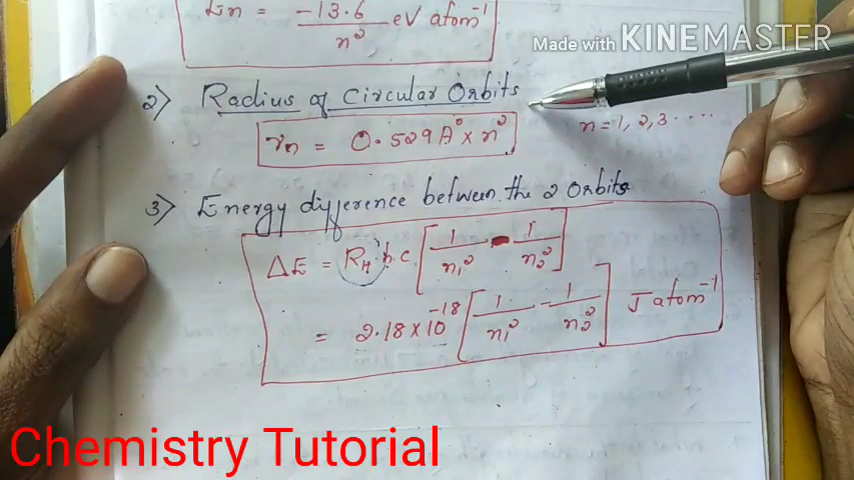 En = -13.6/n² eV atom⁻¹
Made with KINEMASTER
2> Radius of Circular Orbits
rn = 0.529 A° × n² n = 1, 2, 3 ....
3> Energy difference between the 2 Orbits
ΔE = RH h.c. [1/n₁² - 1/n₂²]
= 2.18 × 10⁻¹⁸ [1/n₁² - 1/n₂²] J atom⁻¹
Chemistry Tutorial